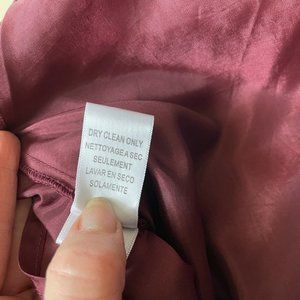 DRY CLEAN ONLY
NETTOYAGE A SEC
SEULEMENT
LAVAR EN SECO
SOLAMENTE